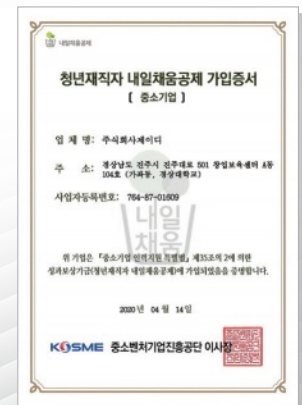 내일채움공제
청년재직자 내일채움공제 가입증서
[ 중소기업 ]
업 체 명: 주식회사제이디
주 소: 경상남도 진주시 진주대로 501 창업보육센터 A동
104호 (가좌동, 경상대학교)
사업자등록번호: 764-87-01609
내일
채움
위 기업은 『중소기업 인력지원 특별법』 제35조의 2에 의한
성과보상기금(청년재직자 내일채움공제)에 가입되었음을 증명합니다.
2020 년 04 월 14일
KOSME 중소벤처기업진흥공단 이사장